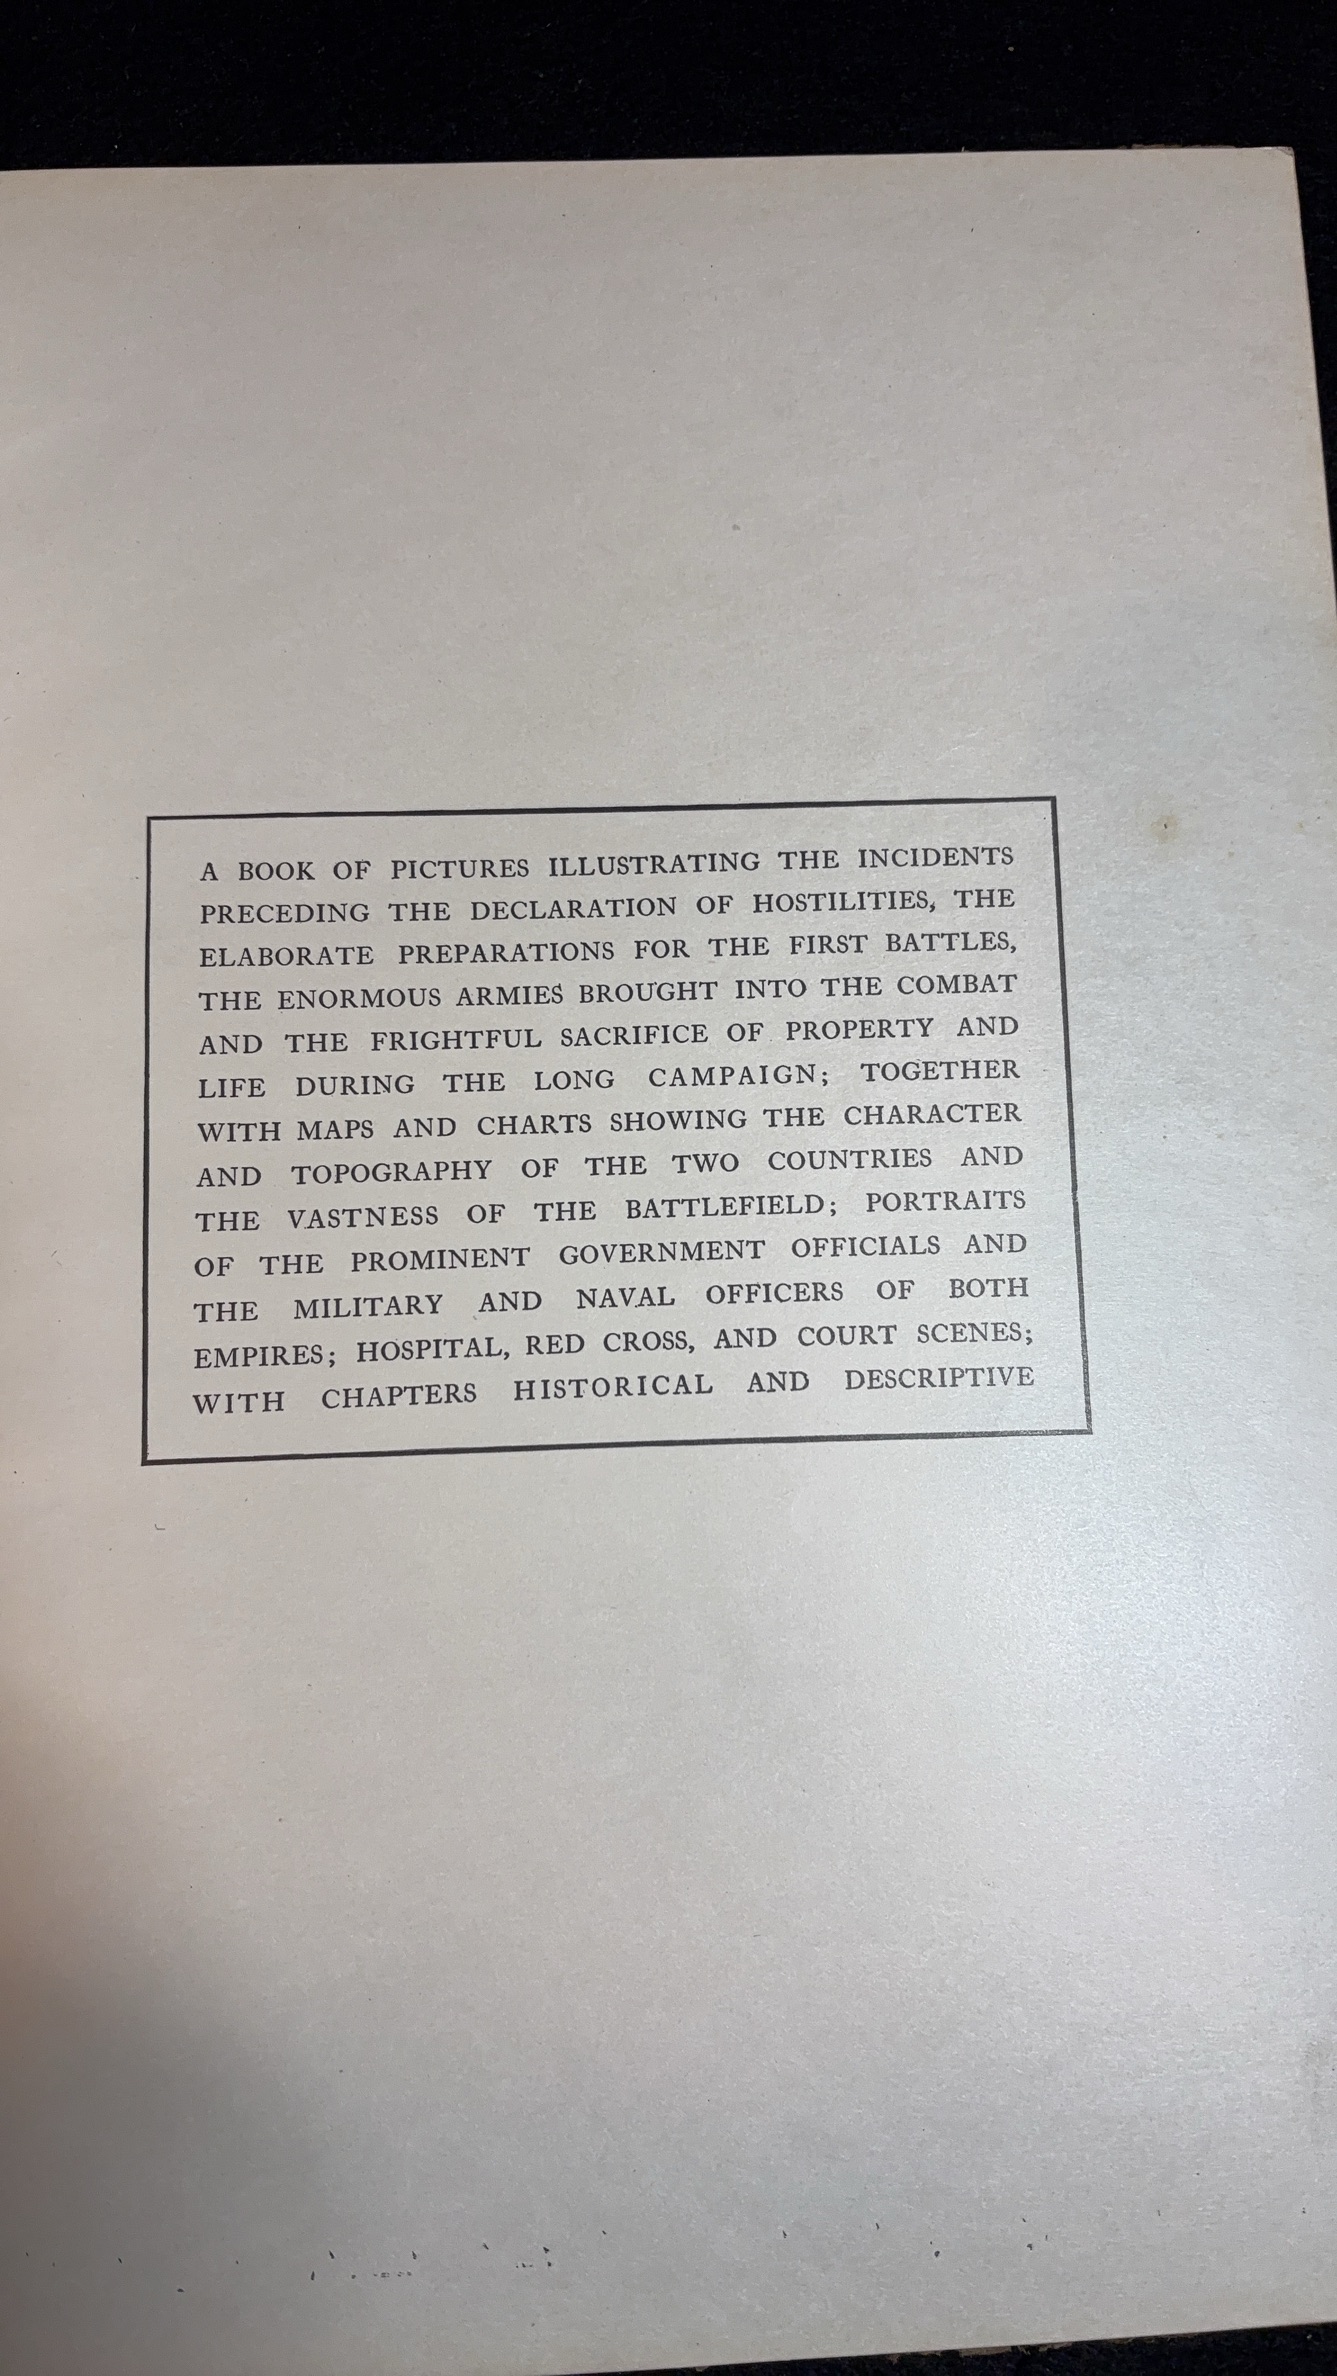 A BOOK OF PICTURES ILLUSTRATING THE INCIDENTS
PRECEDING THE DECLARATION OF HOSTILITIES, THE
ELABORATE PREPARATIONS FOR THE FIRST BATTLES,
THE ENORMOUS ARMIES BROUGHT INTO THE COMBAT
AND THE FRIGHTFUL SACRIFICE OF PROPERTY AND
LIFE DURING THE LONG CAMPAIGN; TOGETHER
WITH MAPS AND CHARTS SHOWING THE CHARACTER
AND TOPOGRAPHY OF THE TWO COUNTRIES AND
THE VASTNESS OF THE BATTLEFIELD; PORTRAITS
OF THE PROMINENT GOVERNMENT OFFICIALS AND
THE MILITARY AND NAVAL OFFICERS OF BOTH
EMPIRES; HOSPITAL, RED CROSS, AND COURT SCENES;
WITH CHAPTERS HISTORICAL AND DESCRIPTIVE